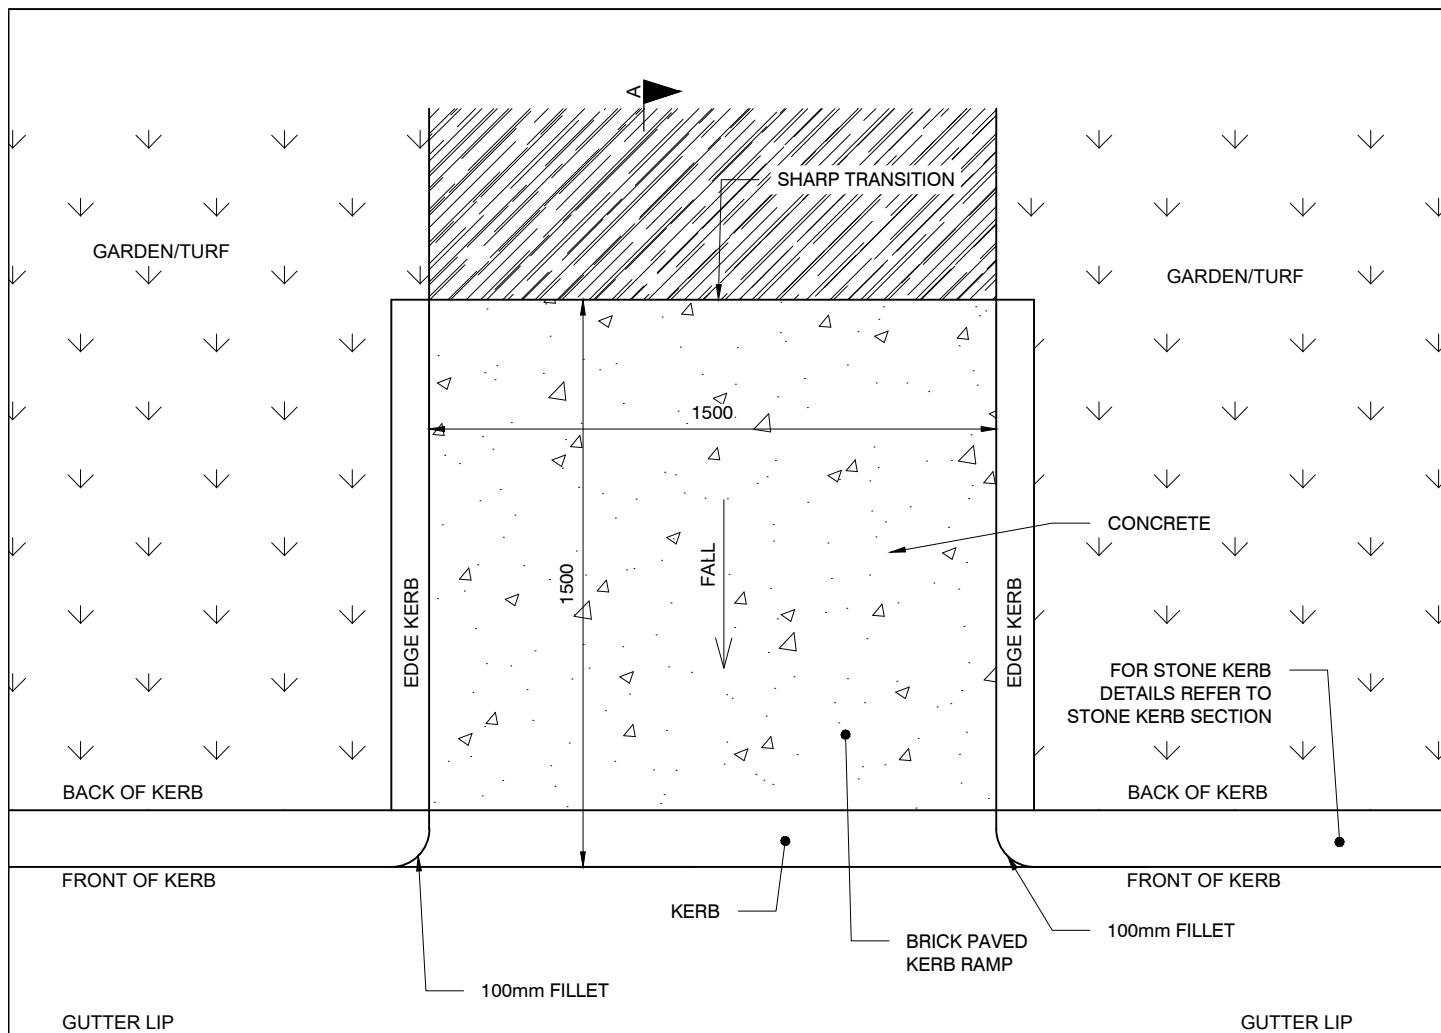 A
SHARP TRANSITION
GARDEN/TURF
GARDEN/TURF
1500
CONCRETE
FALL
1500
EDGE KERB
EDGE KERB
FOR STONE KERB
DETAILS REFER TO
STONE KERB SECTION
BACK OF KERB
BACK OF KERB
FRONT OF KERB
FRONT OF KERB
KERB
BRICK PAVED
KERB RAMP
100mm FILLET
100mm FILLET
GUTTER LIP
GUTTER LIP